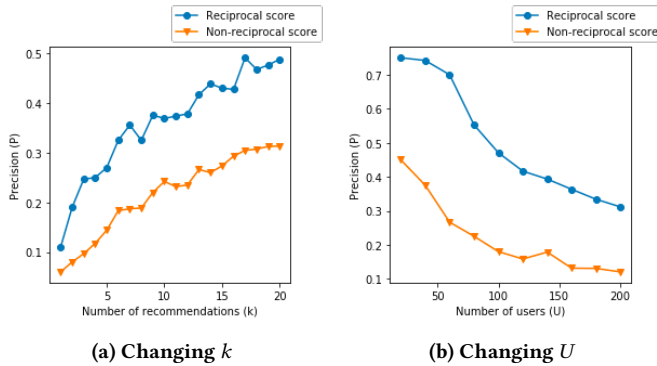 Reciprocal score
Non-reciprocal score
0.5
0.4
0.3
0.2
0.1
Precision (P)
5
10
15
20
Number of recommendations (k)
(a) Changing k
Reciprocal score
Non-reciprocal score
0.7
0.6
0.5
0.4
0.3
0.2
0.1
Precision (P)
50
100
150
200
Number of users (U)
(b) Changing U